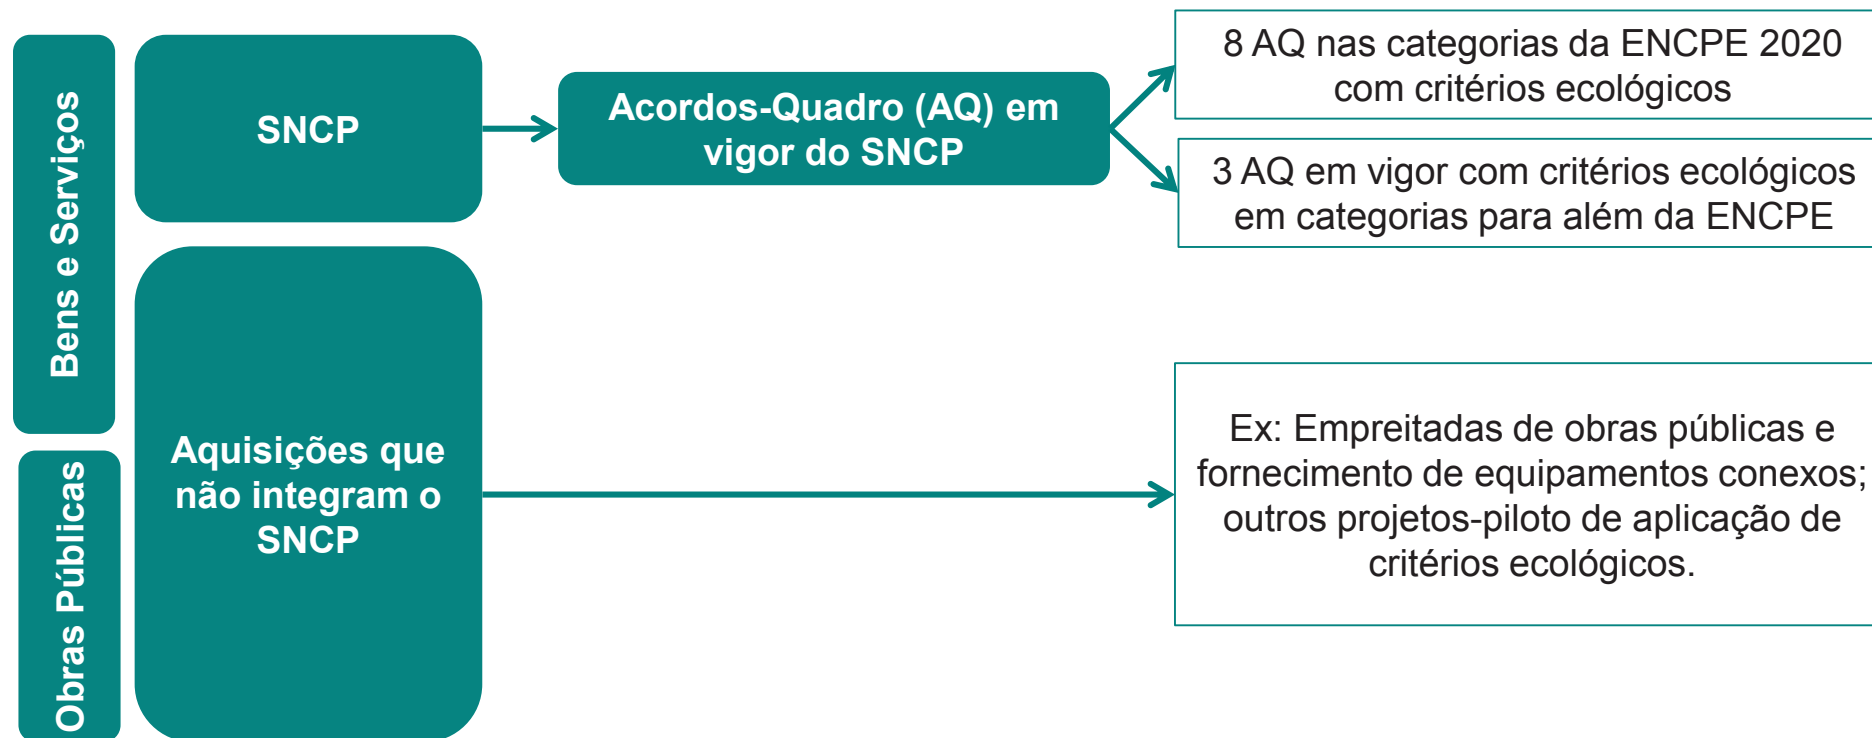 Bens e Serviços
SNCP
Acordos-Quadro (AQ) em
vigor do SNCP
8 AQ nas categorias da ENCPE 2020
com critérios ecológicos
3 AQ em vigor com critérios ecológicos
em categorias para além da ENCPE
Obras Públicas
Aquisições que
não integram o
SNCP
Ex: Empreitadas de obras públicas e
fornecimento de equipamentos conexos;
outros projetos-piloto de aplicação de
critérios ecológicos.